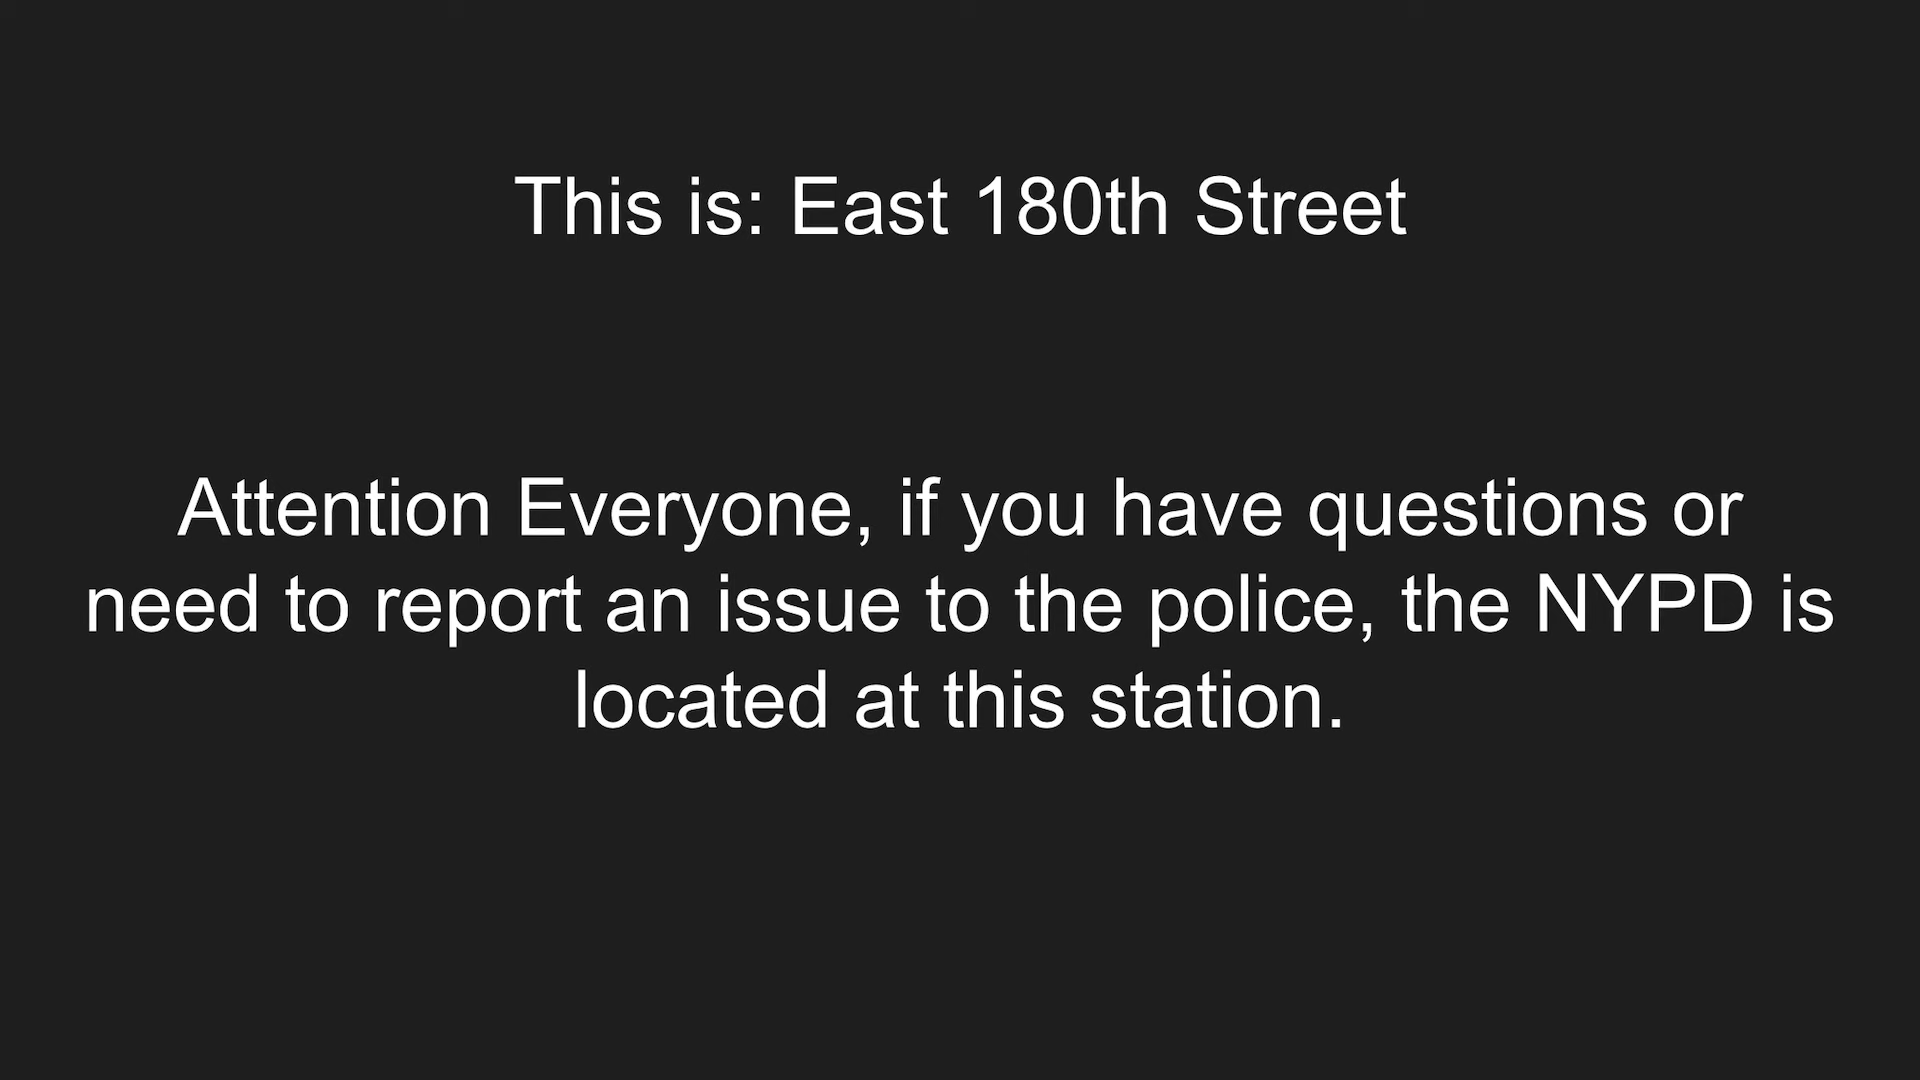 This is: East 180th Street
Attention Everyone, if you have questions or
need to report an issue to the police, the NYPD is
located at this station.